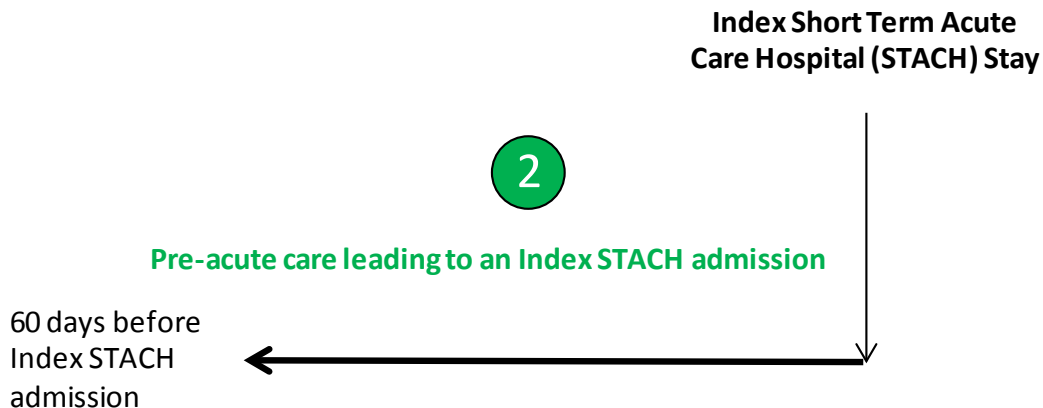 Index Short Term Acute
Care Hospital (STACH) Stay
2
Pre-acute care leading to an Index STACH admission
60 days before
Index STACH
admission